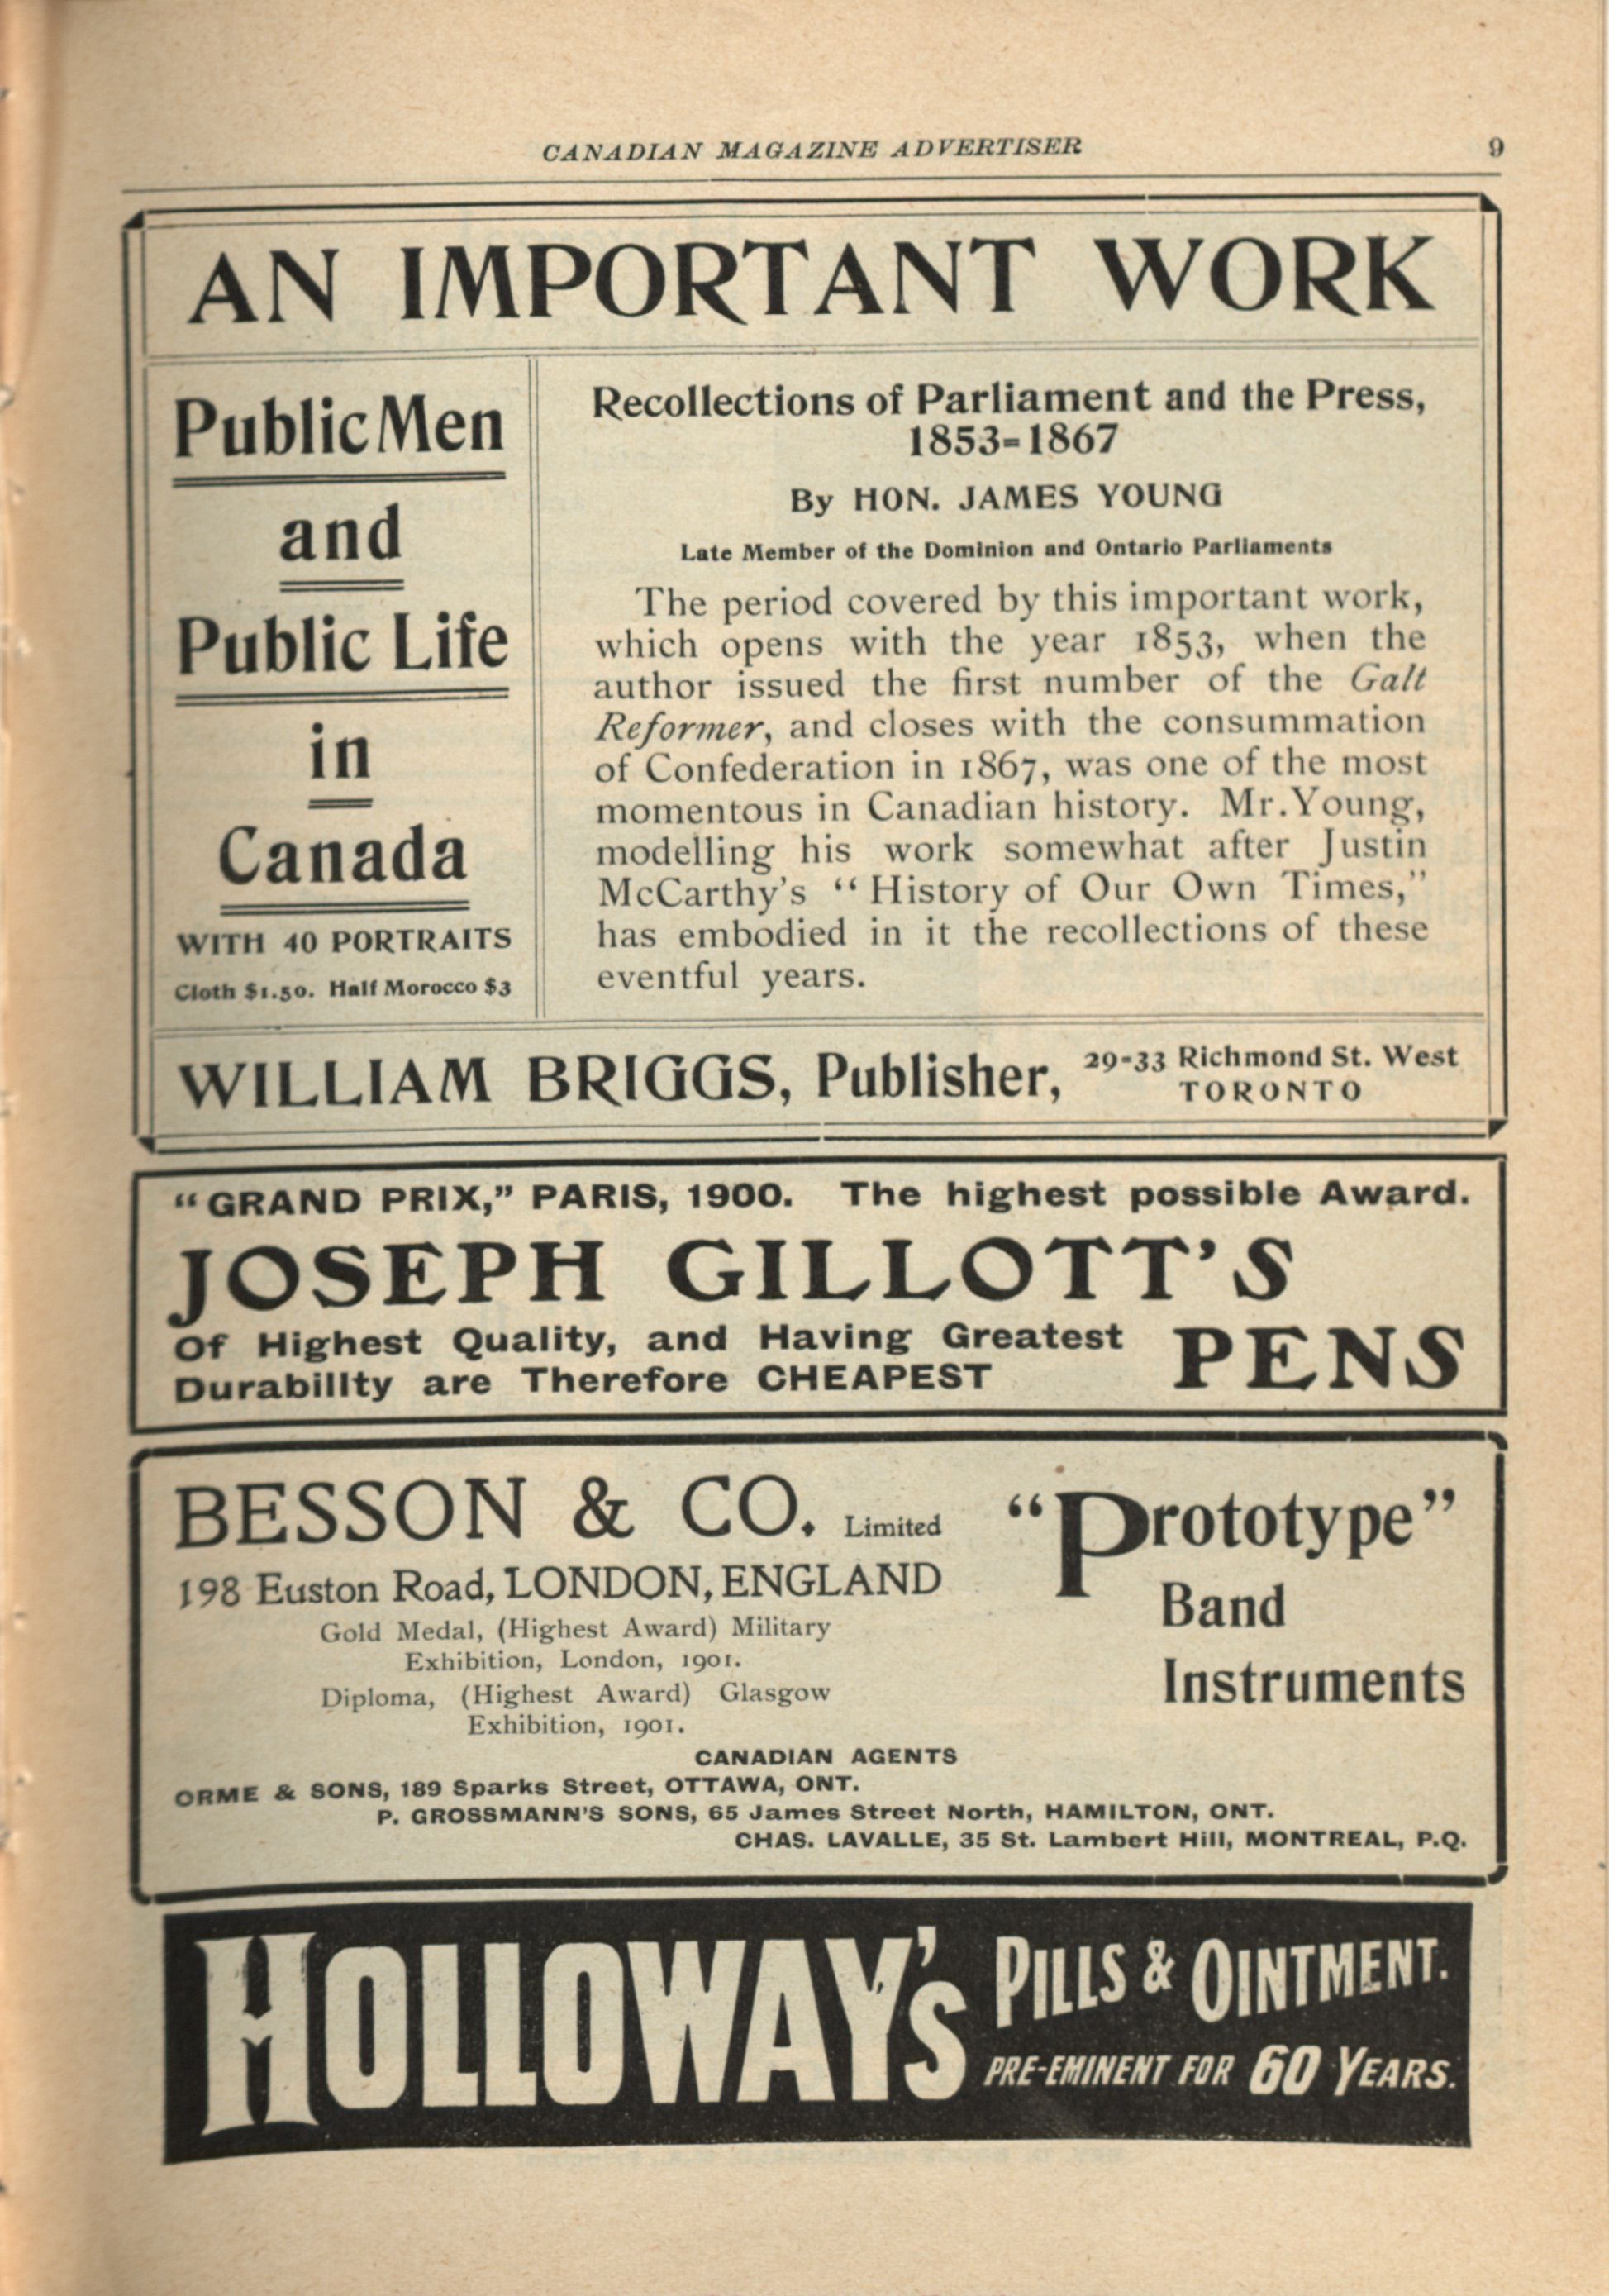 CANADIAN MAGAZINE ADVERTISER 9
AN IMPORTANT WORK
Public Men
and
Public Life
in
Canada
WITH 40 PORTRAITS
Cloth $1.50. Half Morocco $3
Recollections of Parliament and the Press,
1853-1867
By HON. JAMES YOUNG
Late Member of the Dominion and Ontario Parliaments
The period covered by this important work,
which opens with the year 1853, when the
author issued the first number of the Galt
Reformer, and closes with the consummation
of Confederation in 1867, was one of the most
momentous in Canadian history. Mr. Young,
modelling his work somewhat after Justin
McCarthy's "History of Our Own Times,"
has embodied in it the recollections of these
eventful years.
WILLIAM BRIGGS, Publisher, 29-33 Richmond St. West
TORONTO
"GRAND PRIX," PARIS, 1900. The highest possible Award.
JOSEPH GILLOTT'S
Of Highest Quality, and Having Greatest
Durability are Therefore CHEAPEST
PENS
BESSON & CO. Limited
198 Euston Road, LONDON, ENGLAND
Gold Medal, (Highest Award) Military
Exhibition, London, 1901.
Diploma, (Highest Award) Glasgow
Exhibition, 1901.
"Prototype"
Band
Instruments
CANADIAN AGENTS
ORME & SONS, 189 Sparks Street, OTTAWA, ONT.
P. GROSSMANN'S SONS, 65 James Street North, HAMILTON, ONT.
CHAS. LAVALLE, 35 St. Lambert Hill, MONTREAL, P.Q.
HOLLOWAY'S PILLS & OINTMENT.
PRE-EMINENT FOR 60 YEARS.